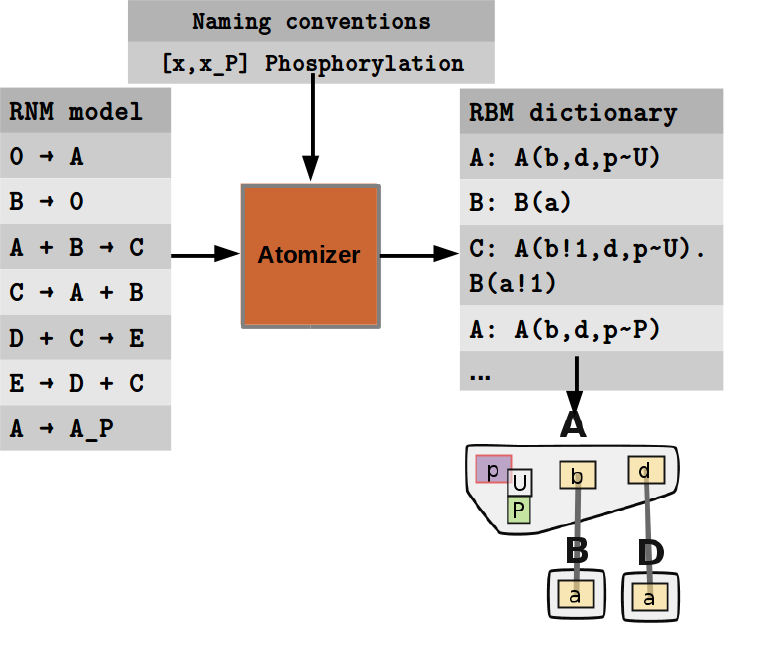 Naming conventions
[x,x_P] Phosphorylation
RNM model
0 → A
B → 0
A + B → C
C → A + B
D + C → E
E → D + C
A → A_P
Atomizer
RBM dictionary
A: A(b,d,p~U)
B: B(a)
C: A(b!1,d,p~U).
B(a!1)
A: A(b,d,p~P)
...
A
p
U
P
b
d
B
D
a
a